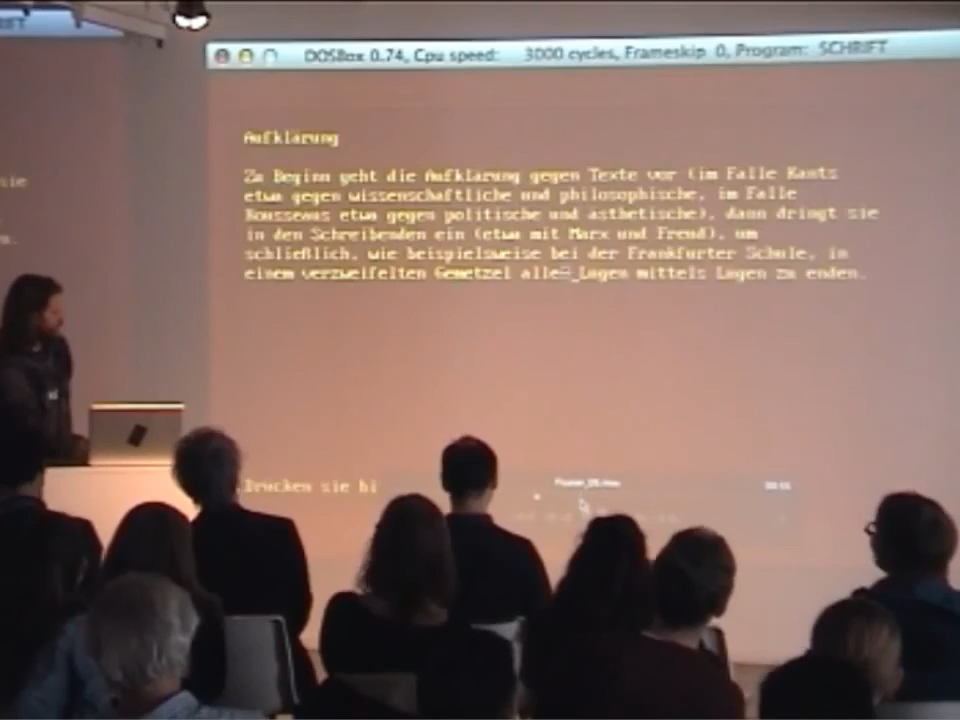 RIFT
DOSBox 0.74, Cpu speed: 3000 cycles, Frameskip 0, Program: SCHRIFT
Aufklärung
Zu Beginn geht die Aufklärung gegen Texte vor (im Falle Kants
etwa gegen wissenschaftliche und philosophische, im Falle
Rousseaus etwa gegen politische und ästhetische), dann dringt sie
in den Schreibenden ein (etwa mit Marx und Freud), um
schließlich, wie beispielsweise bei der Frankfurter Schule, in
einem verzweifelten Gemetzel alle_Lügen mittels Lügen zu enden.
sie
Drucken sie hi